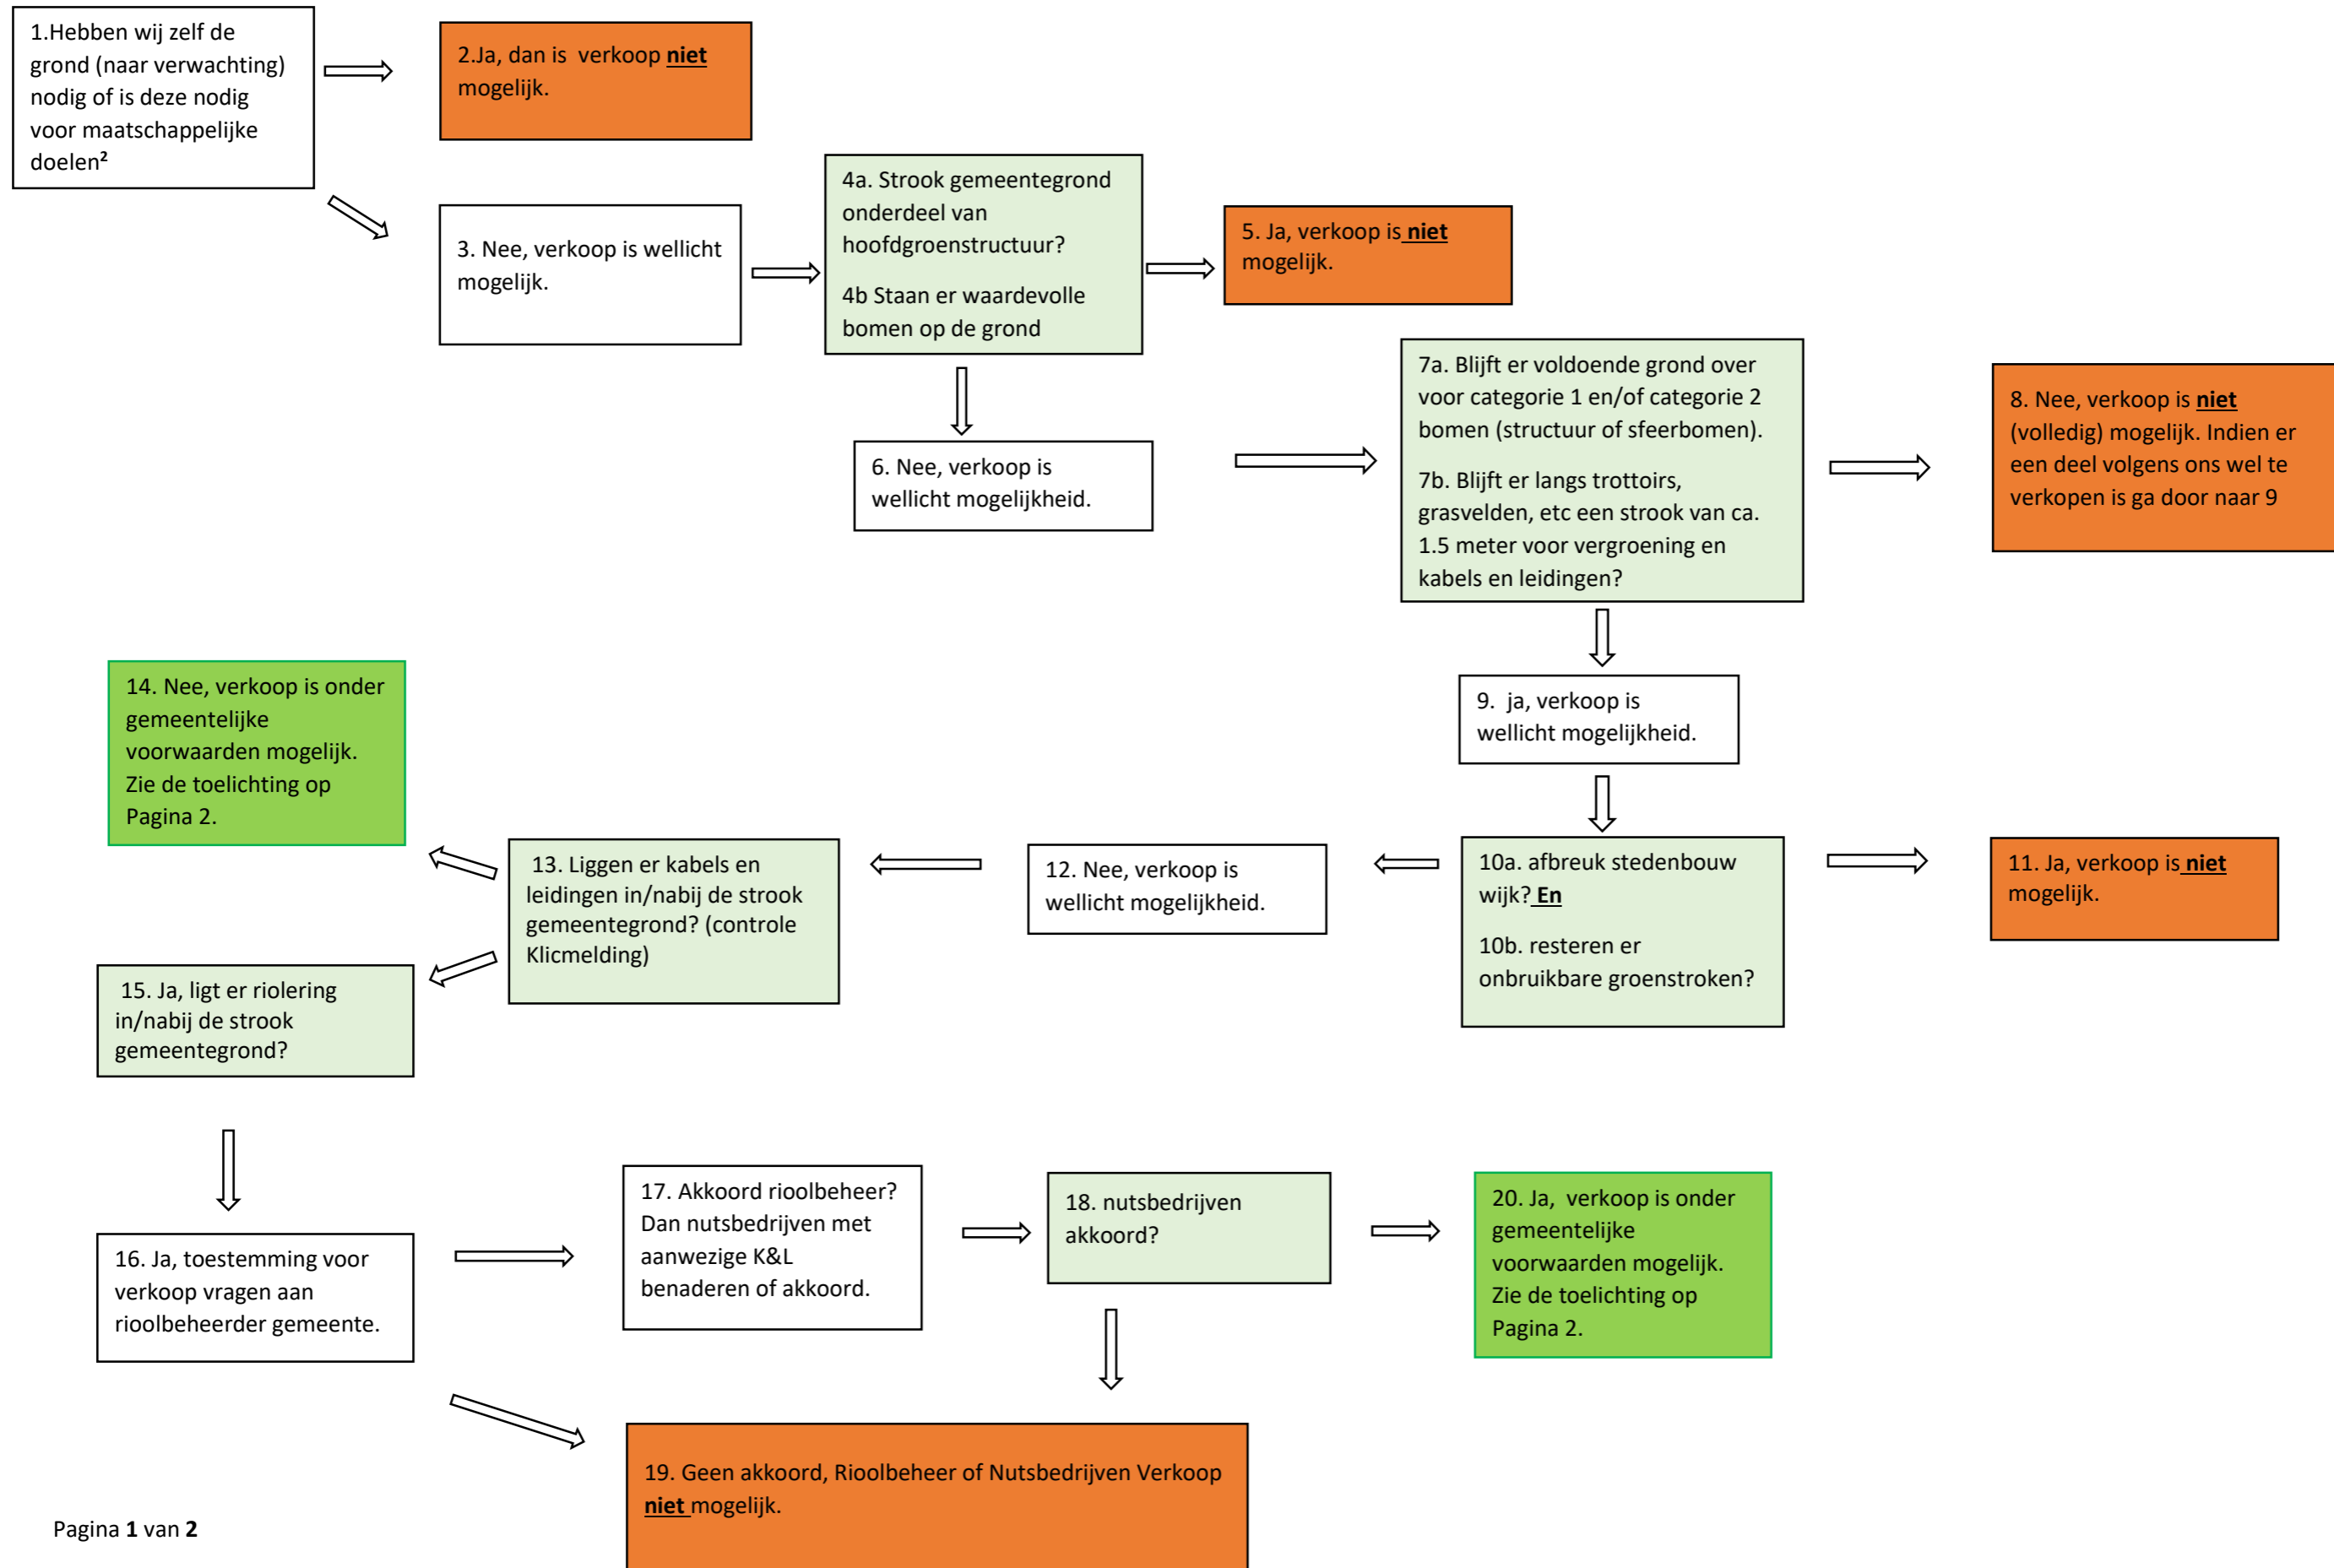 1.Hebben wij zelf de
grond (naar verwachting)
nodig of is deze nodig
voor maatschappelijke
doelen²
2.Ja, dan is verkoop niet
mogelijk.
3. Nee, verkoop is wellicht
mogelijk.
4a. Strook gemeentegrond
onderdeel van
hoofdgroenstructuur?
4b Staan er waardevolle
bomen op de grond
5. Ja, verkoop is niet
mogelijk.
6. Nee, verkoop is
wellicht mogelijkheid.
7a. Blijft er voldoende grond over
voor categorie 1 en/of categorie 2
bomen (structuur of sfeerbomen).
7b. Blijft er langs trottoirs,
grasvelden, etc een strook van ca.
1.5 meter voor vergroening en
kabels en leidingen?
8. Nee, verkoop is niet
(volledig) mogelijk. Indien er
een deel volgens ons wel te
verkopen is ga door naar 9
9. ja, verkoop is
wellicht mogelijkheid.
10a. afbreuk stedenbouw
wijk? En
10b. resteren er
onbruikbare groenstroken?
11. Ja, verkoop is niet
mogelijk.
12. Nee, verkoop is
wellicht mogelijkheid.
13. Liggen er kabels en
leidingen in/nabij de strook
gemeentegrond? (controle
Klicmelding)
14. Nee, verkoop is onder
gemeentelijke
voorwaarden mogelijk.
Zie de toelichting op
Pagina 2.
15. Ja, ligt er riolering
in/nabij de strook
gemeentegrond?
16. Ja, toestemming voor
verkoop vragen aan
rioolbeheerder gemeente.
17. Akkoord rioolbeheer?
Dan nutsbedrijven met
aanwezige K&L
benaderen of akkoord.
18. nutsbedrijven
akkoord?
20. Ja, verkoop is onder
gemeentelijke
voorwaarden mogelijk.
Zie de toelichting op
Pagina 2.
19. Geen akkoord, Rioolbeheer of Nutsbedrijven Verkoop
niet mogelijk.
Pagina 1 van 2